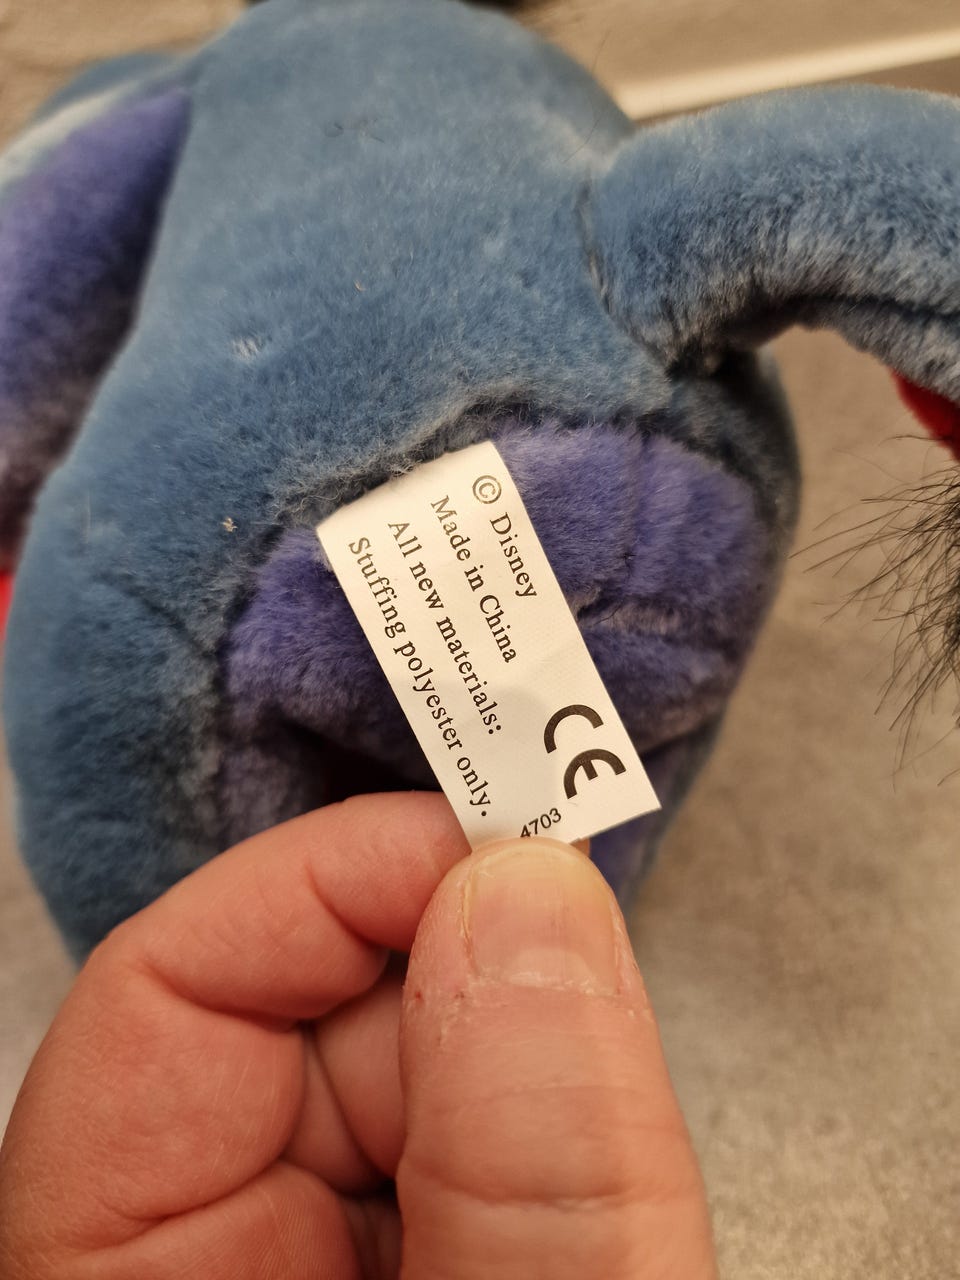 © Disney
Made in China
All new materials:
Stuffing polyester only.
CE
4703